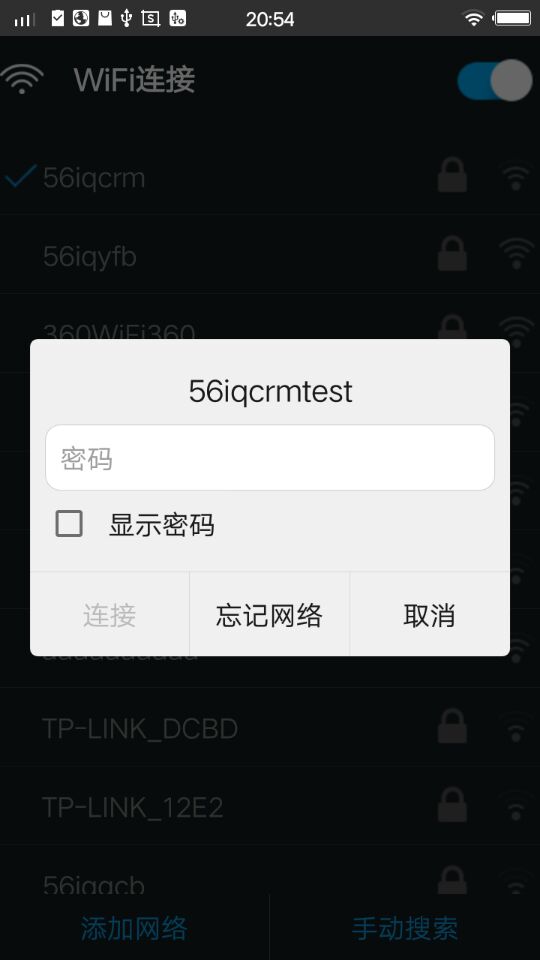 20:54
WiFi连接
56iqcrm
56iqyfb
360WiFi360
56iqcrmtest
密码
显示密码
连接 忘记网络 取消
TP-LINK_DCBD
TP-LINK_12E2
添加网络 手动搜索